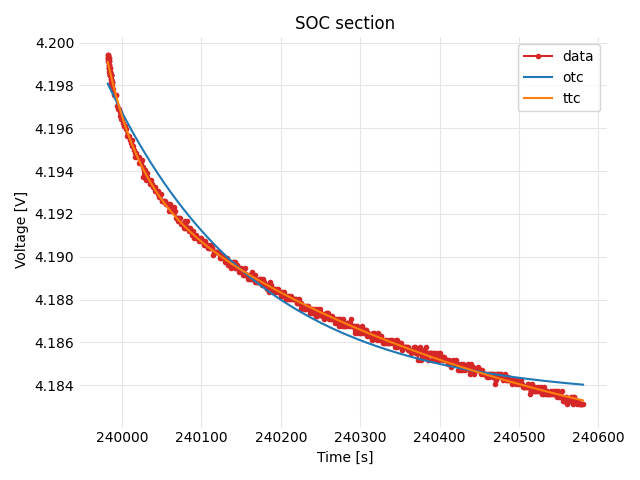 SOC section
4.200
4.198
4.196
4.194
4.192
4.190
4.188
4.186
4.184
Voltage [V]
data
otc
ttc
240000 240100 240200 240300 240400 240500 240600
Time [s]